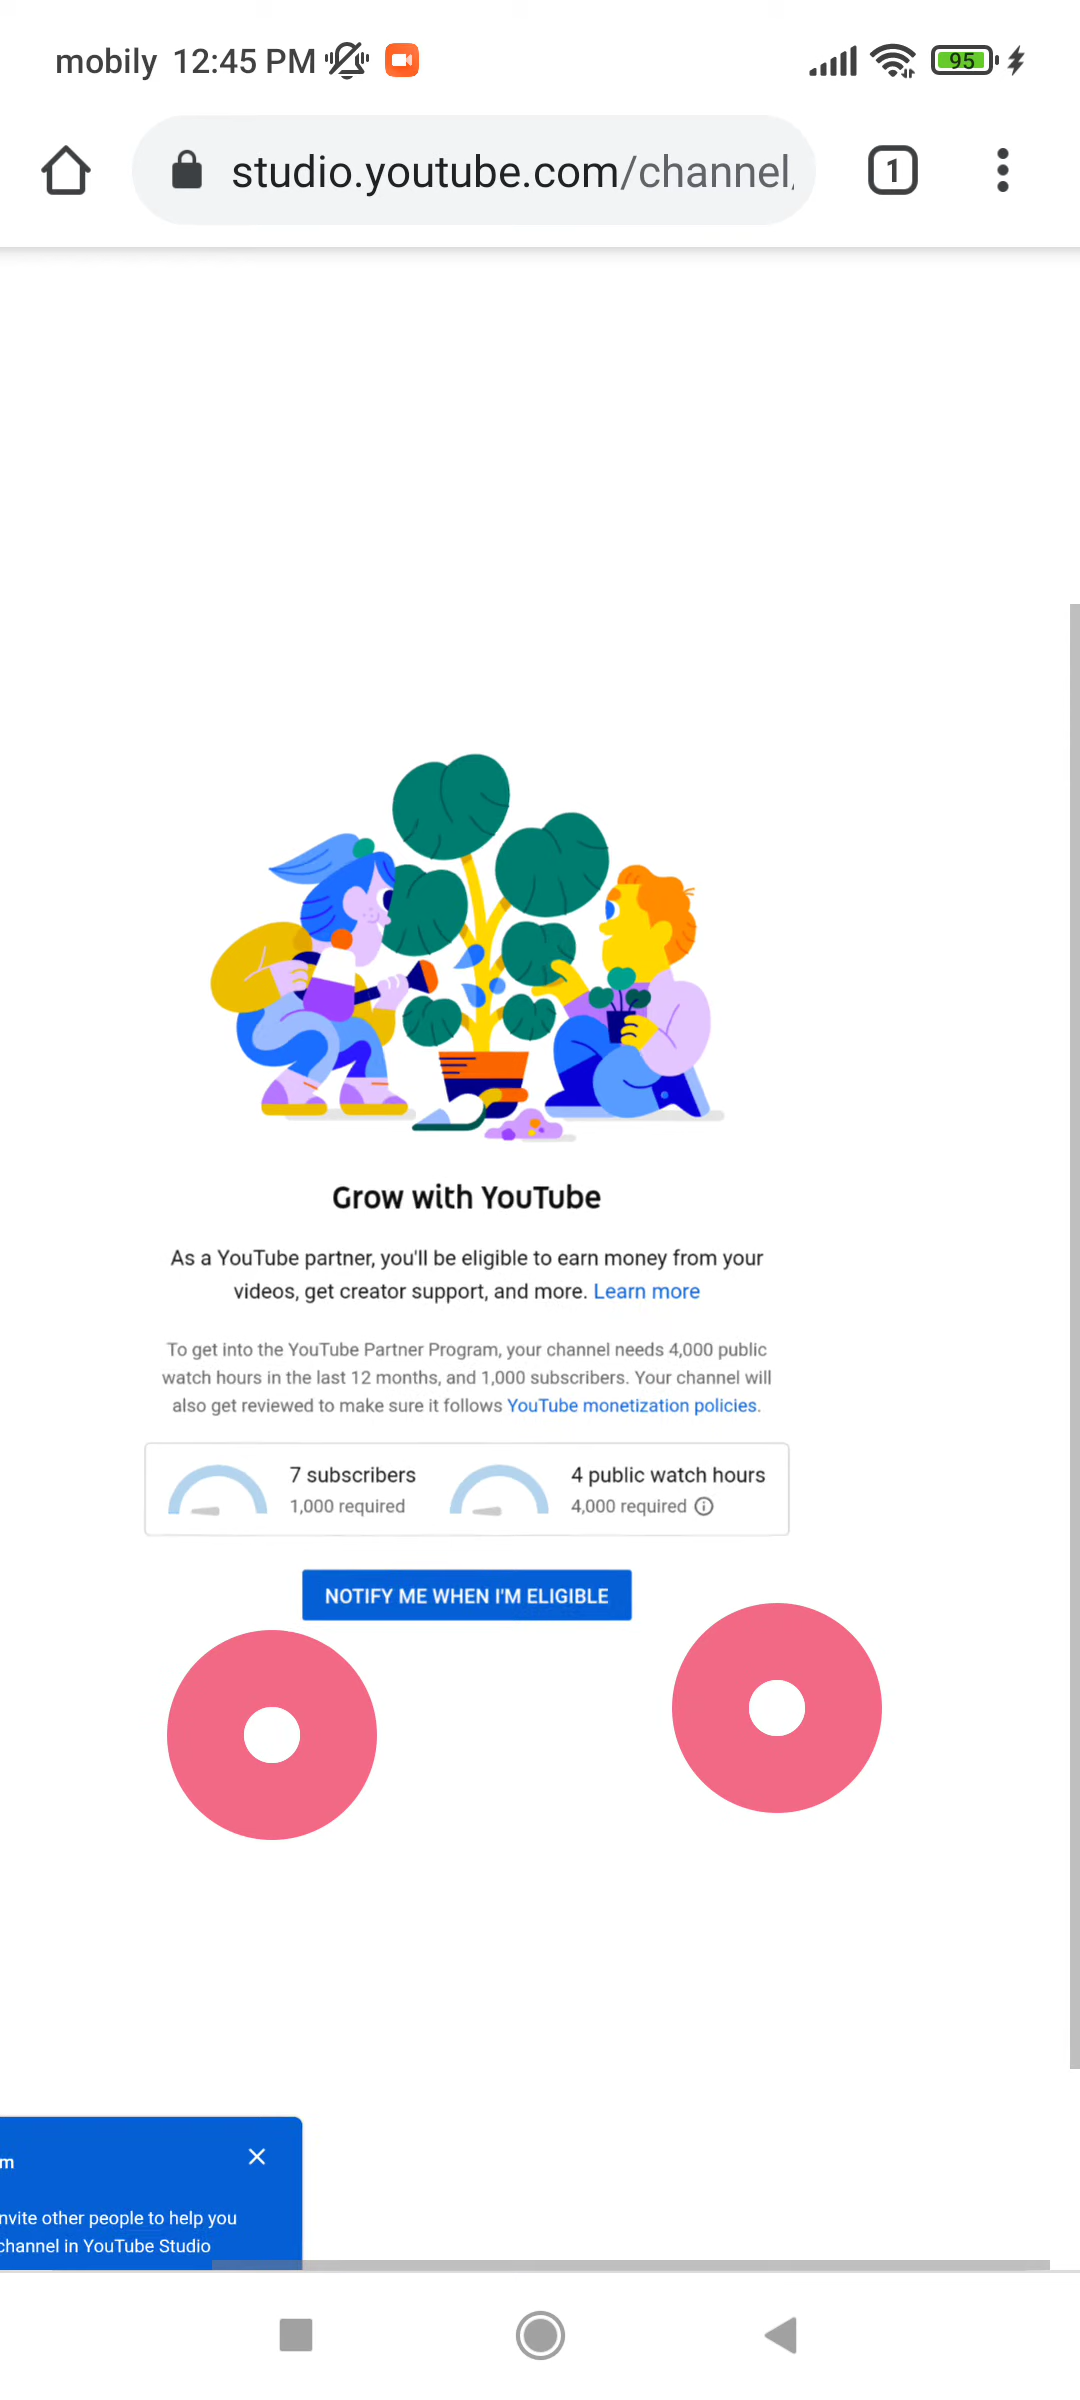 mobily 12:45 PM 95
studio.youtube.com/channel
1
Grow with YouTube
As a YouTube partner, you'll be eligible to earn money from your
videos, get creator support, and more. Learn more
To get into the YouTube Partner Program, your channel needs 4,000 public
watch hours in the last 12 months, and 1,000 subscribers. Your channel will
also get reviewed to make sure it follows YouTube monetization policies.
7 subscribers
1,000 required
4 public watch hours
4,000 required
NOTIFY ME WHEN I'M ELIGIBLE
m
nvite other people to help you
channel in YouTube Studio